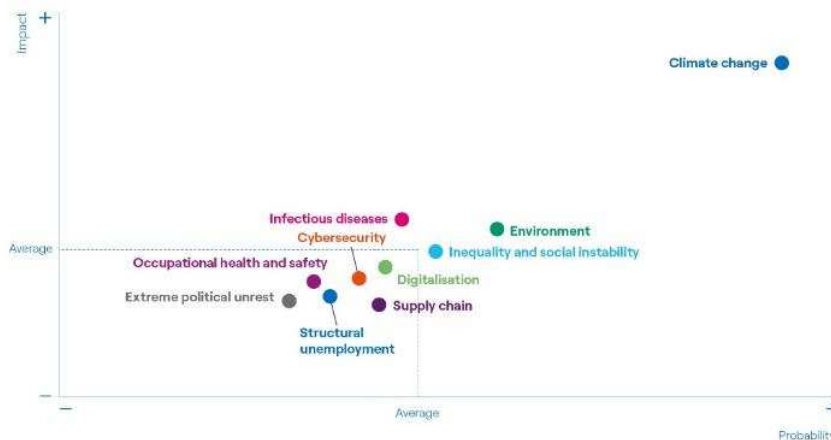 Impact
+
Climate change
Infectious diseases
Environment
Cybersecurity
Average
Inequality and social instability
Occupational health and safety
Digitalisation
Extreme political unrest
Supply chain
Structural
unemployment
–
–
Average
Probability